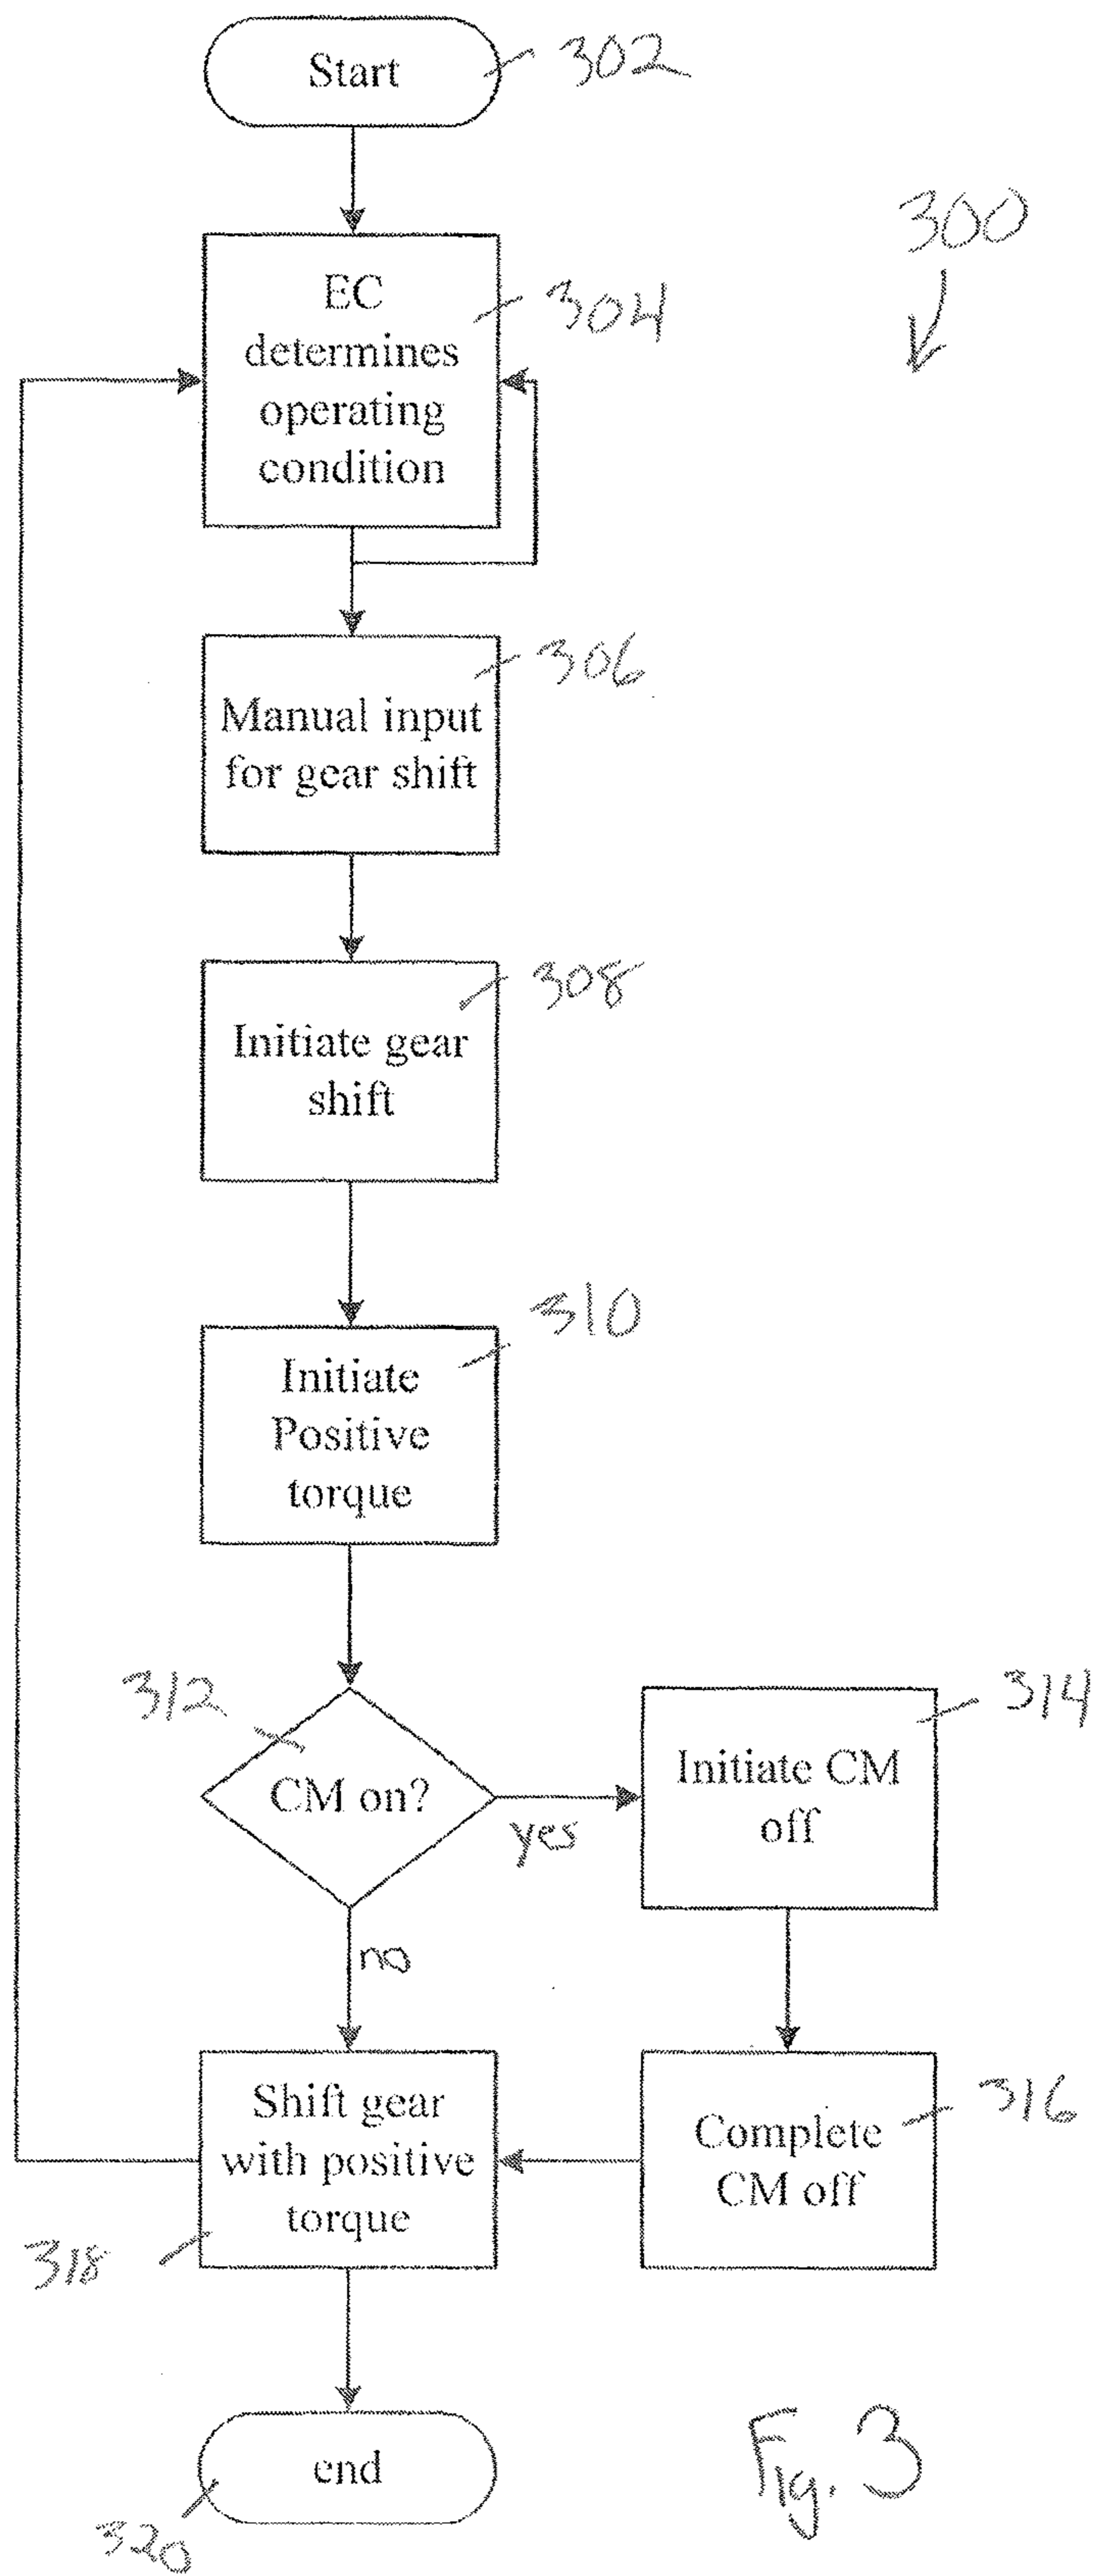 Start
302
300
EC
determines
operating
condition
304
Manual input
for gear shift
306
Initiate gear
shift
308
Initiate
Positive
torque
310
312
CM on?
yes
no
Initiate CM
off
314
Complete
CM off
316
Shift gear
with positive
torque
318
end
320
Fig. 3